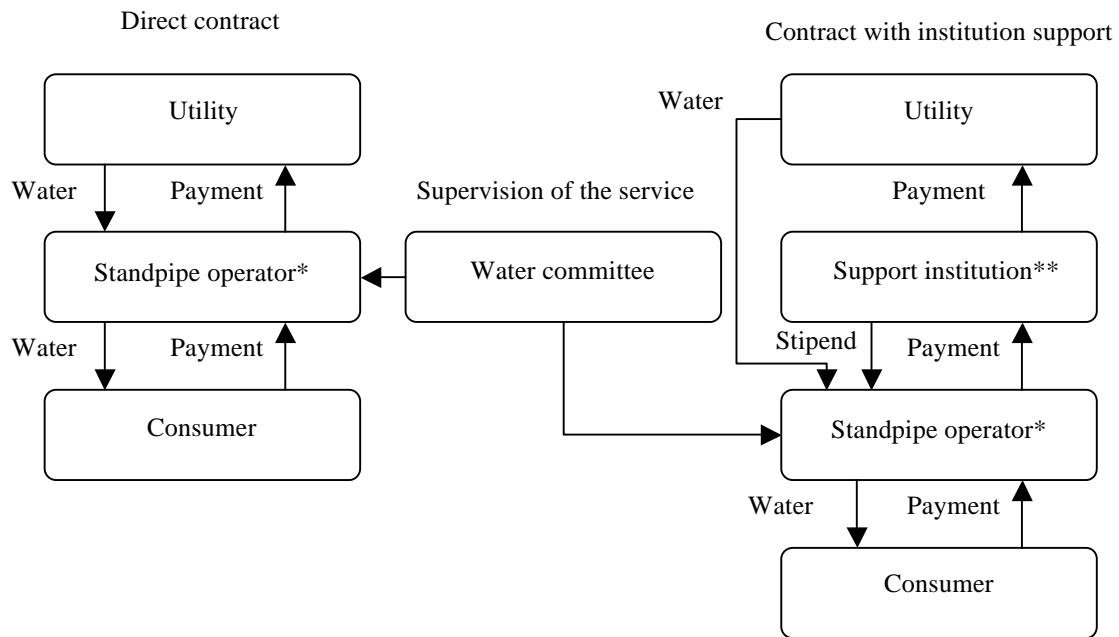 Direct contract
Contract with institution support
Utility
Water
Utility
Water
Payment
Payment
Supervision of the service
Standpipe operator*
Water committee
Support institution**
Water
Payment
Stipend
Payment
Consumer
Standpipe operator*
Water
Payment
Consumer